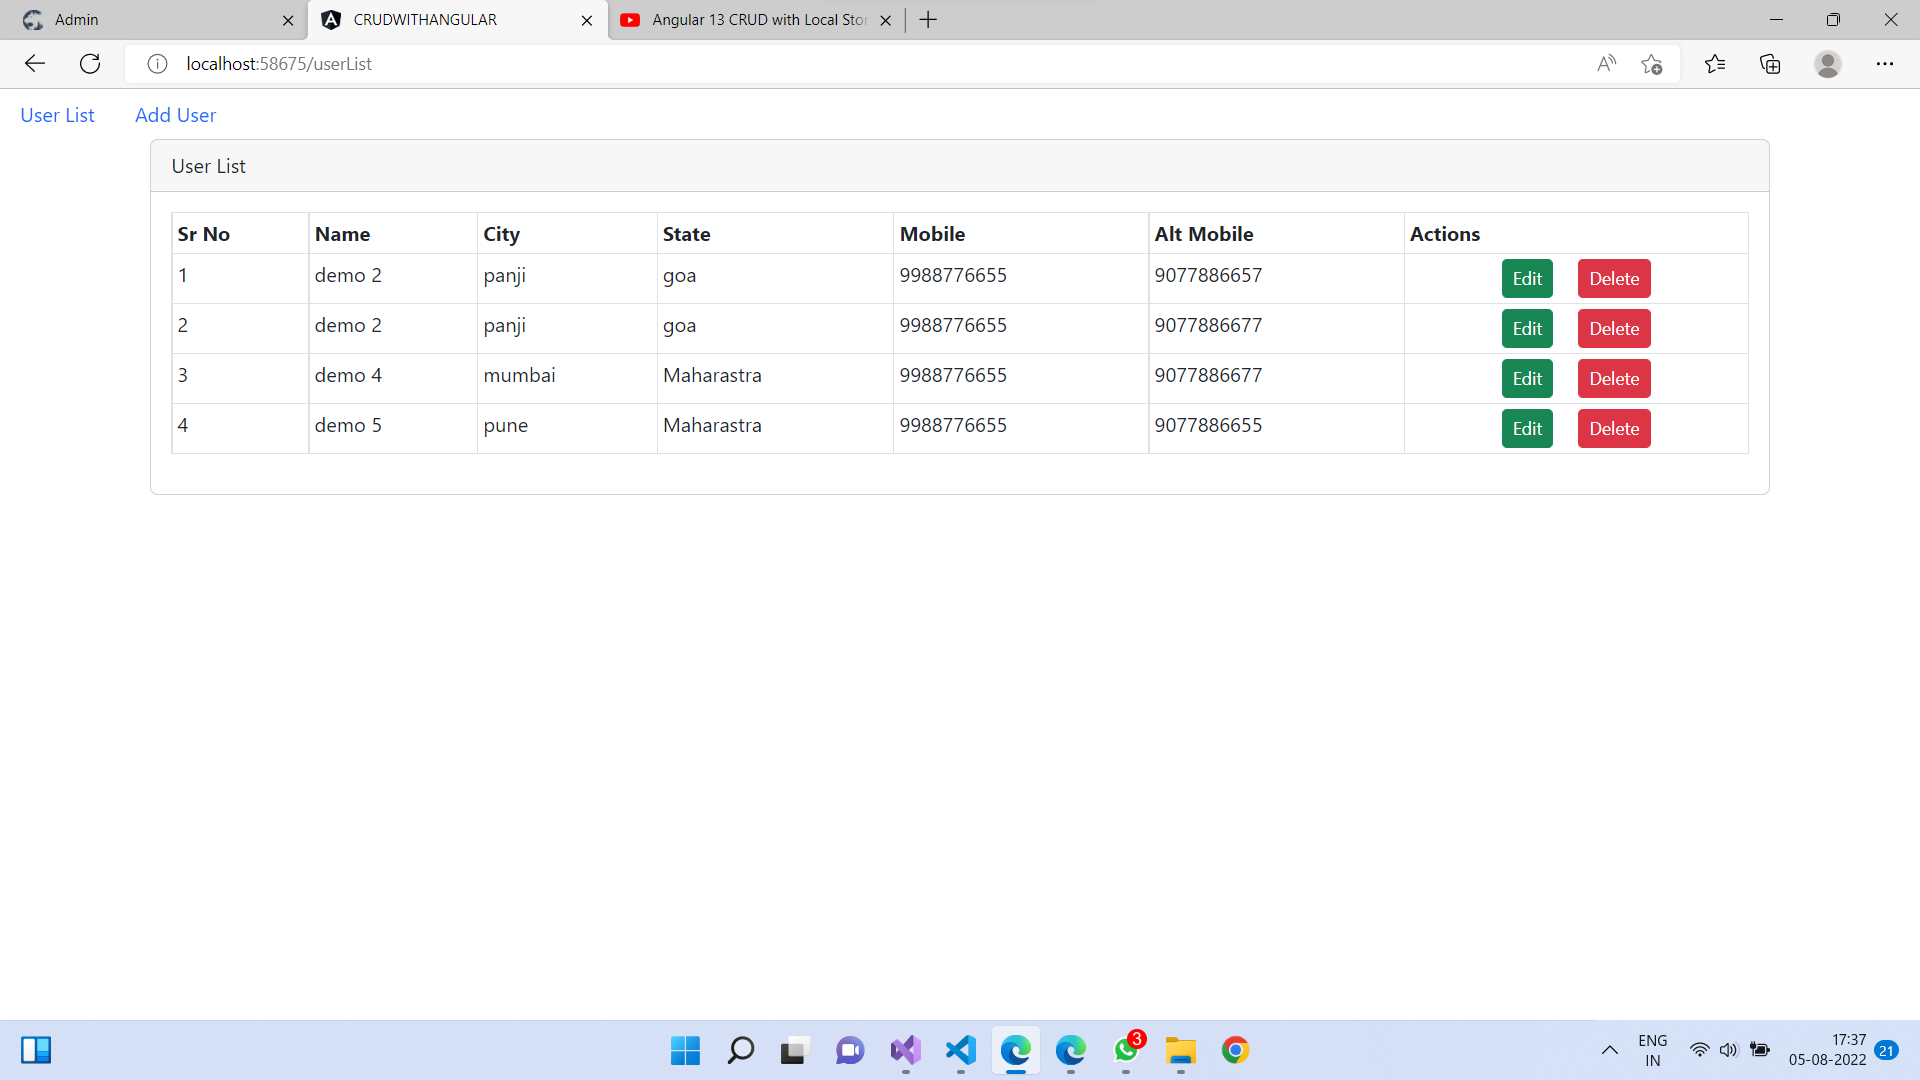 Admin CRUDWITHANGULAR Angular 13 CRUD with Local Stor
localhost:58675/userList
User List Add User
User List
Sr No Name City State Mobile Alt Mobile Actions
1 demo 2 panji goa 9988776655 9077886657 Edit Delete
2 demo 2 panji goa 9988776655 9077886677 Edit Delete
3 demo 4 mumbai Maharastra 9988776655 9077886677 Edit Delete
4 demo 5 pune Maharastra 9988776655 9077886655 Edit Delete
3
ENG 17:37
IN 05-08-2022 21